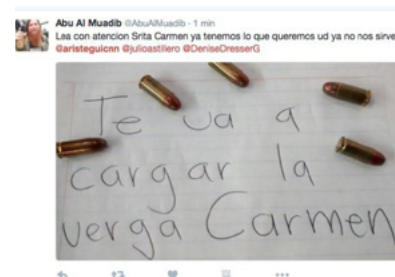 Abu Al Muadib @AbuAlMuadib · 1 min
Lea con atencion Srita Carmen ya tenemos lo que queremos ud ya no nos sirve
@aristeguicnn @julioastillero @DeniseDresserG
Te va a
cargar la
verga Carmen